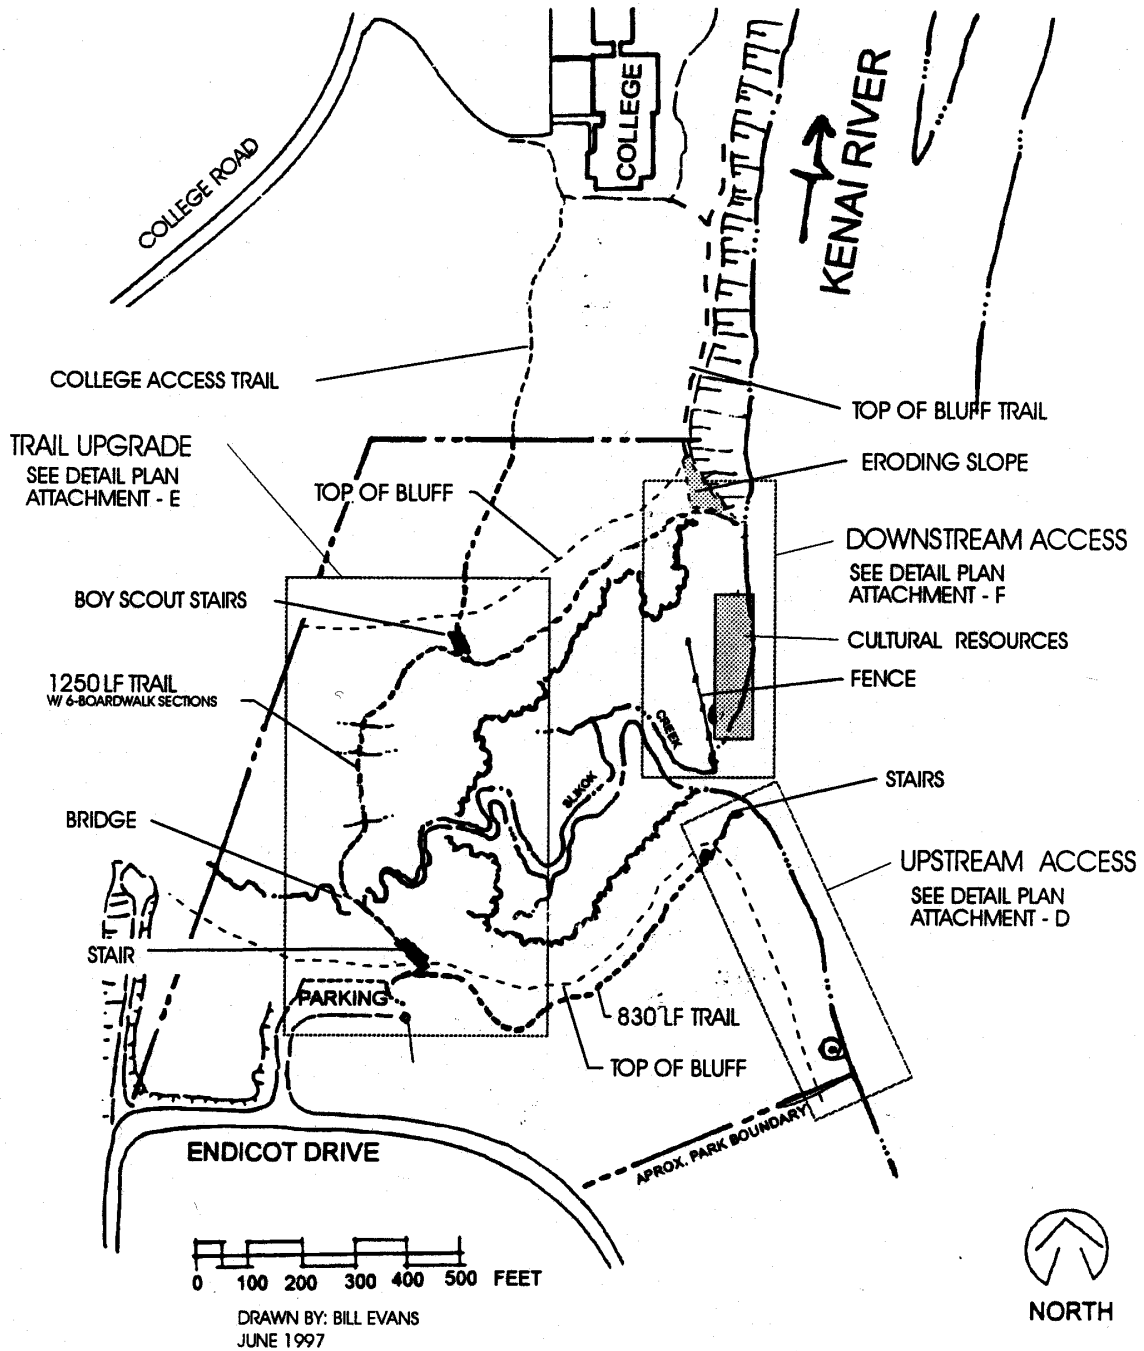 COLLEGE
COLLEGE ROAD
KENAI RIVER
COLLEGE ACCESS TRAIL
TOP OF BLUFF TRAIL
TRAIL UPGRADE
SEE DETAIL PLAN
ATTACHMENT - E
ERODING SLOPE
TOP OF BLUFF
DOWNSTREAM ACCESS
SEE DETAIL PLAN
ATTACHMENT - F
BOY SCOUT STAIRS
CULTURAL RESOURCES
1250 LF TRAIL
W/ 6-BOARDWALK SECTIONS
FENCE
CREEK
SLIKOK
STAIRS
BRIDGE
UPSTREAM ACCESS
SEE DETAIL PLAN
ATTACHMENT - D
STAIR
PARKING
830 LF TRAIL
TOP OF BLUFF
APROX. PARK BOUNDARY
ENDICOT DRIVE
0 100 200 300 400 500 FEET
DRAWN BY: BILL EVANS
JUNE 1997
NORTH